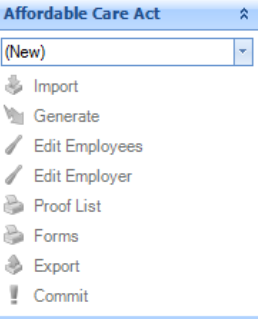 Affordable Care Act
(New)
Import
Generate
Edit Employees
Edit Employer
Proof List
Forms
Export
Commit